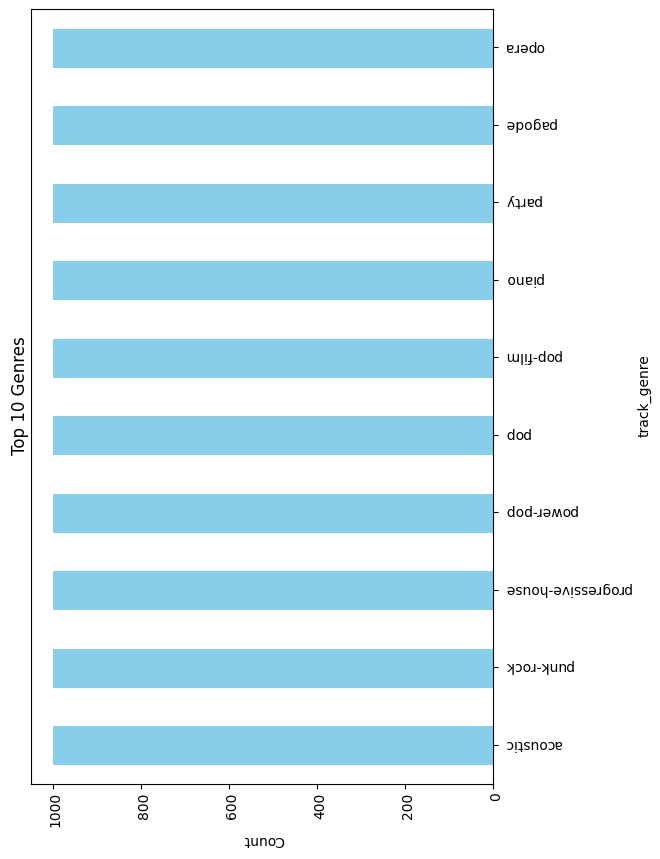 Top 10 Genres
Count
1000
800
600
400
200
0
acoustic
punk-rock
progressive-house
power-pop
pop
pop-film
piano
party
pagode
opera
track_genre